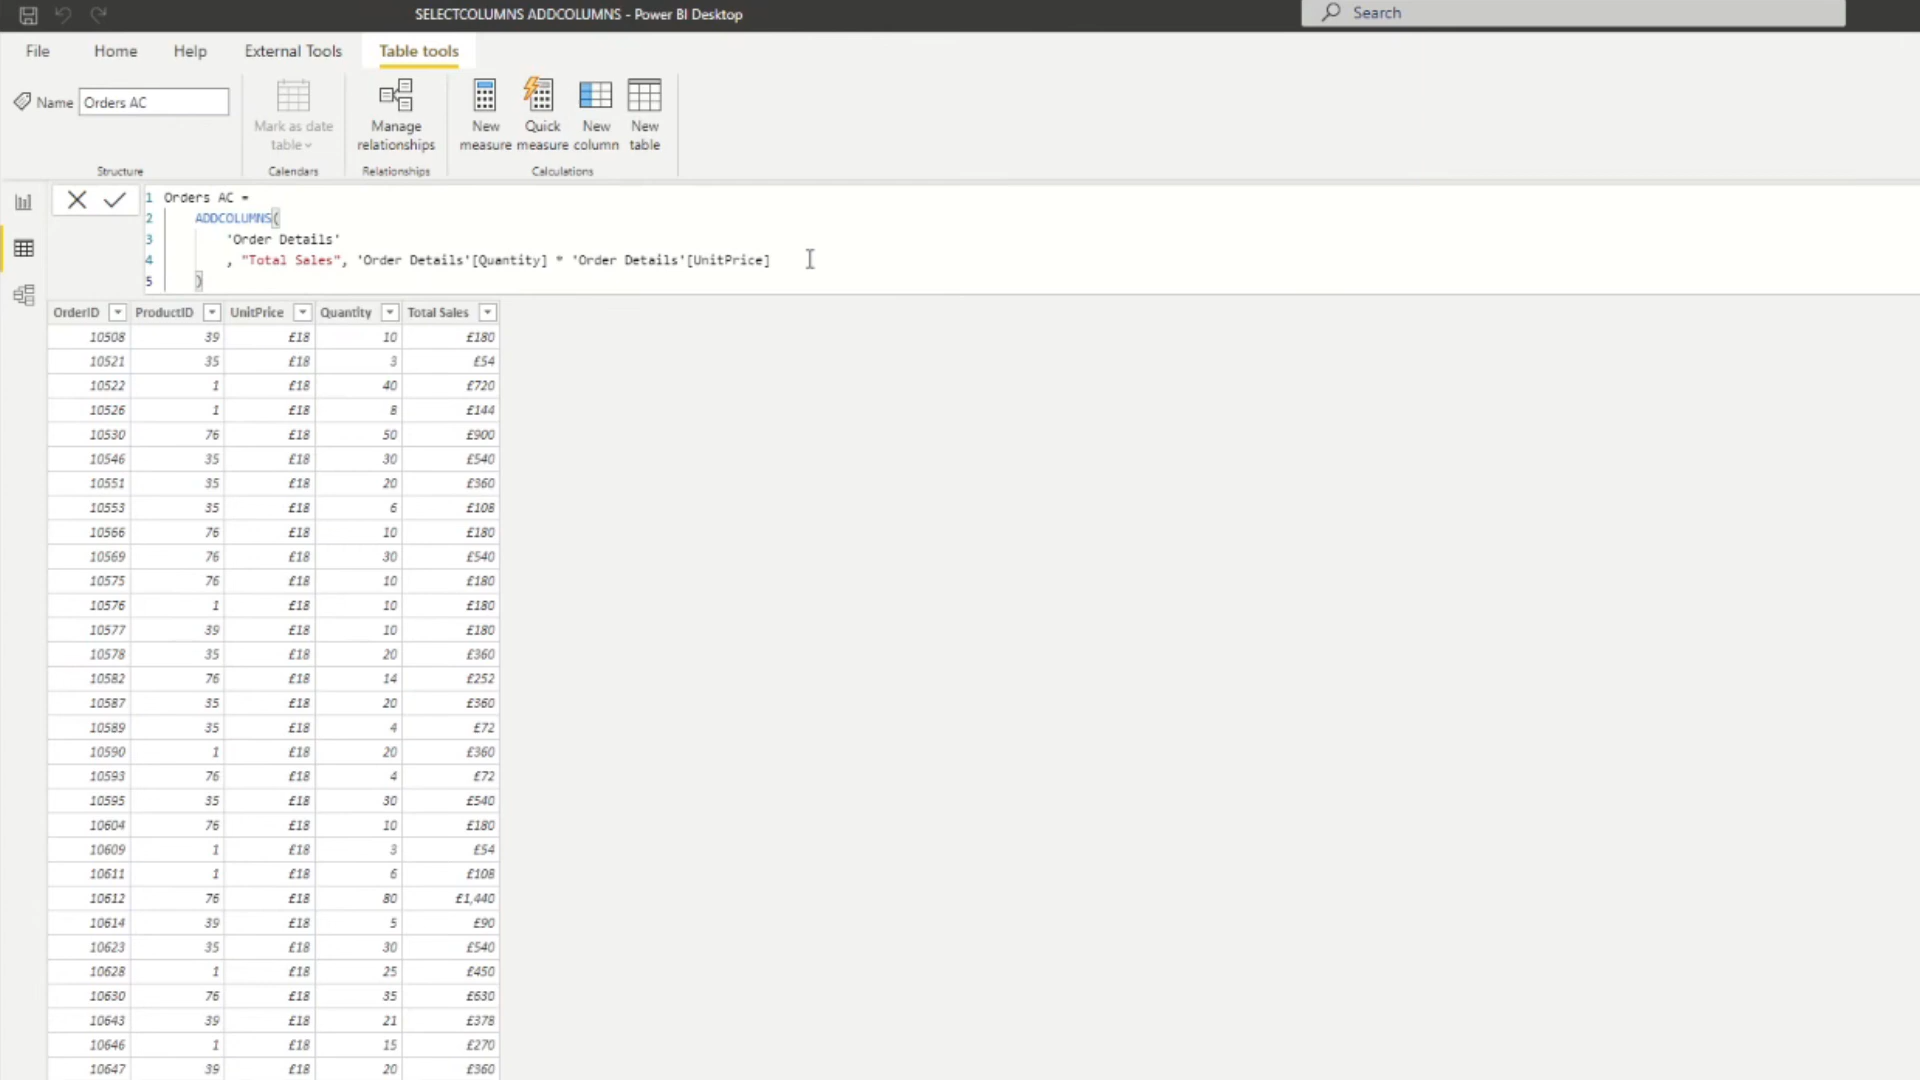 SELECTCOLUMNS ADDCOLUMNS - Power BI Desktop
Search
File Home Help External Tools Table tools
Name Orders AC
Mark as date table
Manage relationships
New measure
Quick measure
New column
New table
Structure Calendars Relationships Calculations
1 Orders AC =
2 ADDCOLUMNS(
3 'Order Details'
4 , "Total Sales", 'Order Details'[Quantity] * 'Order Details'[UnitPrice]
5 )
OrderID ProductID UnitPrice Quantity Total Sales
10508 39 £18 10 £180
10521 35 £18 3 £54
10522 1 £18 40 £720
10526 1 £18 8 £144
10530 76 £18 50 £900
10546 35 £18 30 £540
10551 35 £18 20 £360
10553 35 £18 6 £108
10566 76 £18 10 £180
10569 76 £18 30 £540
10575 76 £18 10 £180
10576 1 £18 10 £180
10577 39 £18 10 £180
10578 35 £18 20 £360
10582 76 £18 14 £252
10587 35 £18 20 £360
10589 35 £18 4 £72
10590 1 £18 20 £360
10593 76 £18 4 £72
10595 35 £18 30 £540
10604 76 £18 10 £180
10609 1 £18 3 £54
10611 1 £18 6 £108
10612 76 £18 80 £1,440
10614 39 £18 5 £90
10623 35 £18 30 £540
10628 1 £18 25 £450
10630 76 £18 35 £630
10643 39 £18 21 £378
10646 1 £18 15 £270
10647 39 £18 20 £360